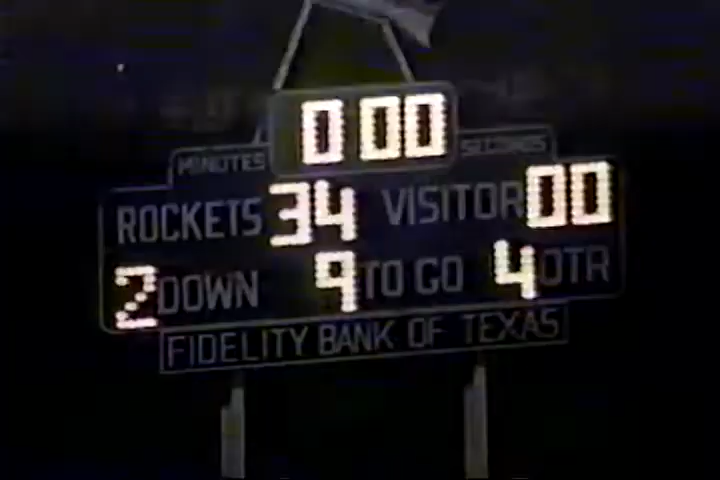 0 00
MINUTES SECONDS
ROCKETS 34 VISITOR 00
2 DOWN 9 TO GO 4 QTR
FIDELITY BANK OF TEXAS